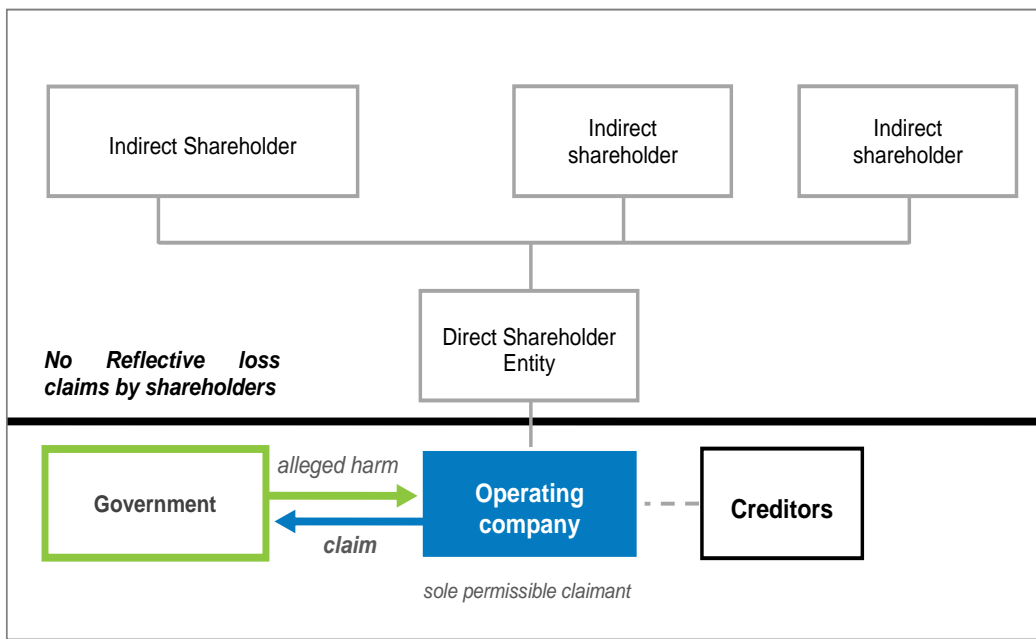 Indirect Shareholder
Indirect
shareholder
Indirect
shareholder
Direct Shareholder
Entity
No Reflective loss
claims by shareholders
alleged harm
Government
Operating
company
Creditors
claim
sole permissible claimant